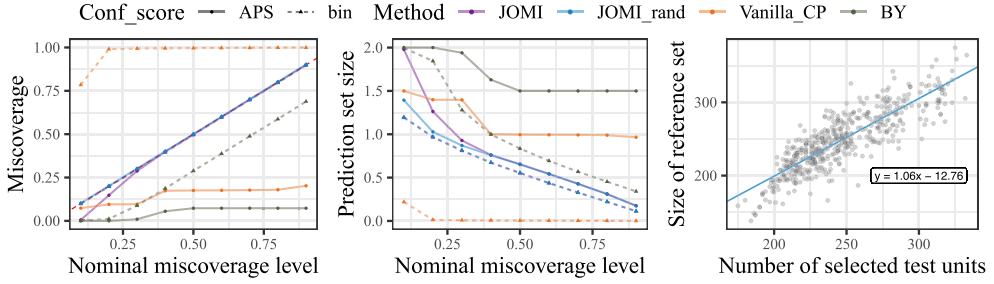 Conf_score APS bin Method JOMI JOMI_rand Vanilla_CP BY
Miscoverage
1.00
0.75
0.50
0.25
0.00
0.25 0.50 0.75
Nominal miscoverage level
Prediction set size
2.0
1.5
1.0
0.5
0.0
0.25 0.50 0.75
Nominal miscoverage level
Size of reference set
300
200
y = 1.06x − 12.76
200 250 300
Number of selected test units